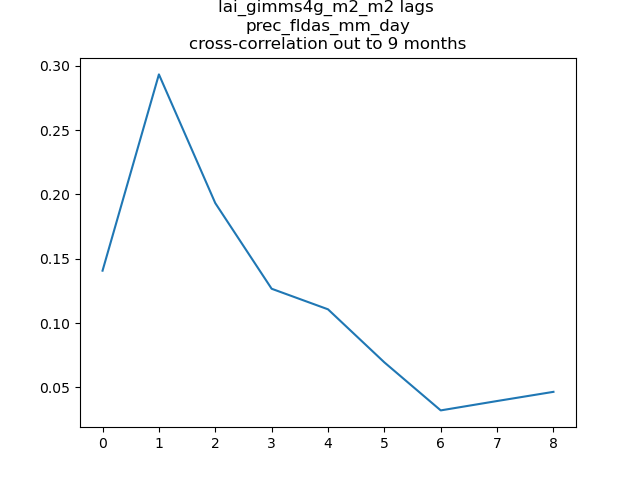 lai_gimms4g_m2_m2 lags
prec_fldas_mm_day
cross-correlation out to 9 months
0.30
0.25
0.20
0.15
0.10
0.05
0 1 2 3 4 5 6 7 8